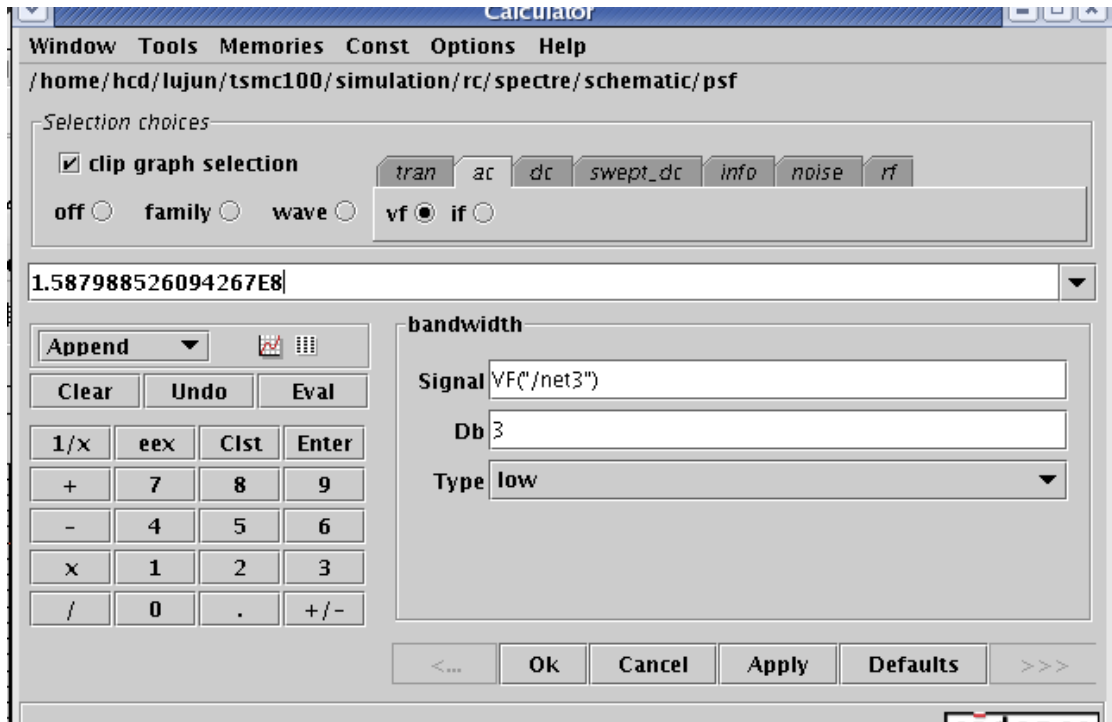 Calculator
Window Tools Memories Const Options Help
/home/hcd/lujun/tsmc100/simulation/rc/spectre/schematic/psf
Selection choices
clip graph selection
tran ac dc swept_dc info noise rf
off family wave vf if
1.587988526094267E8
Append
bandwidth
Clear Undo Eval
Signal VF("/net3")
1/x eex Clst Enter
Db 3
+ 7 8 9
Type low
- 4 5 6
x 1 2 3
/ 0 . +/-
<... Ok Cancel Apply Defaults >>>